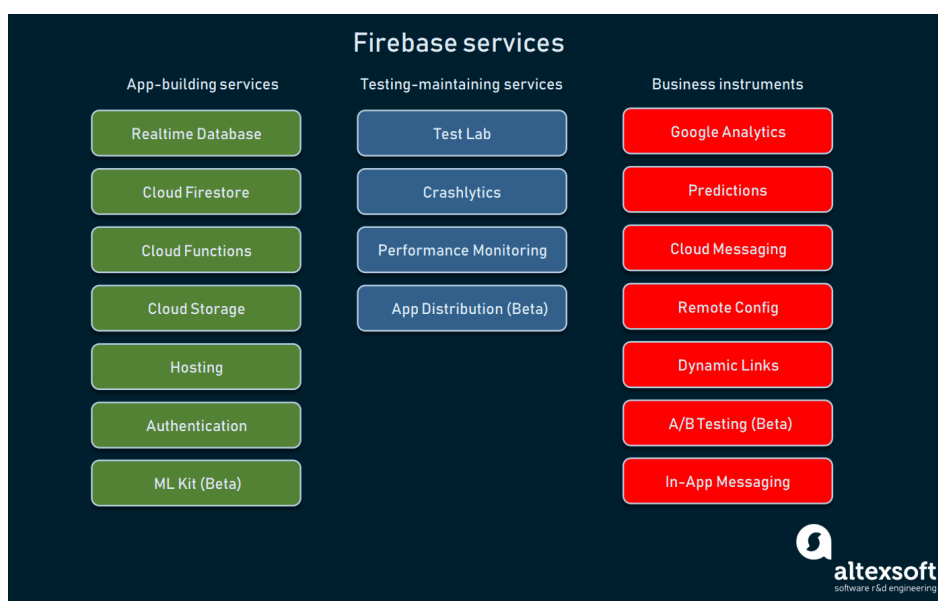 Firebase services
App-building services
Realtime Database
Cloud Firestore
Cloud Functions
Cloud Storage
Hosting
Authentication
ML Kit (Beta)
Testing-maintaining services
Test Lab
Crashlytics
Performance Monitoring
App Distribution (Beta)
Business instruments
Google Analytics
Predictions
Cloud Messaging
Remote Config
Dynamic Links
A/B Testing (Beta)
In-App Messaging
altexsoft
software r&d engineering